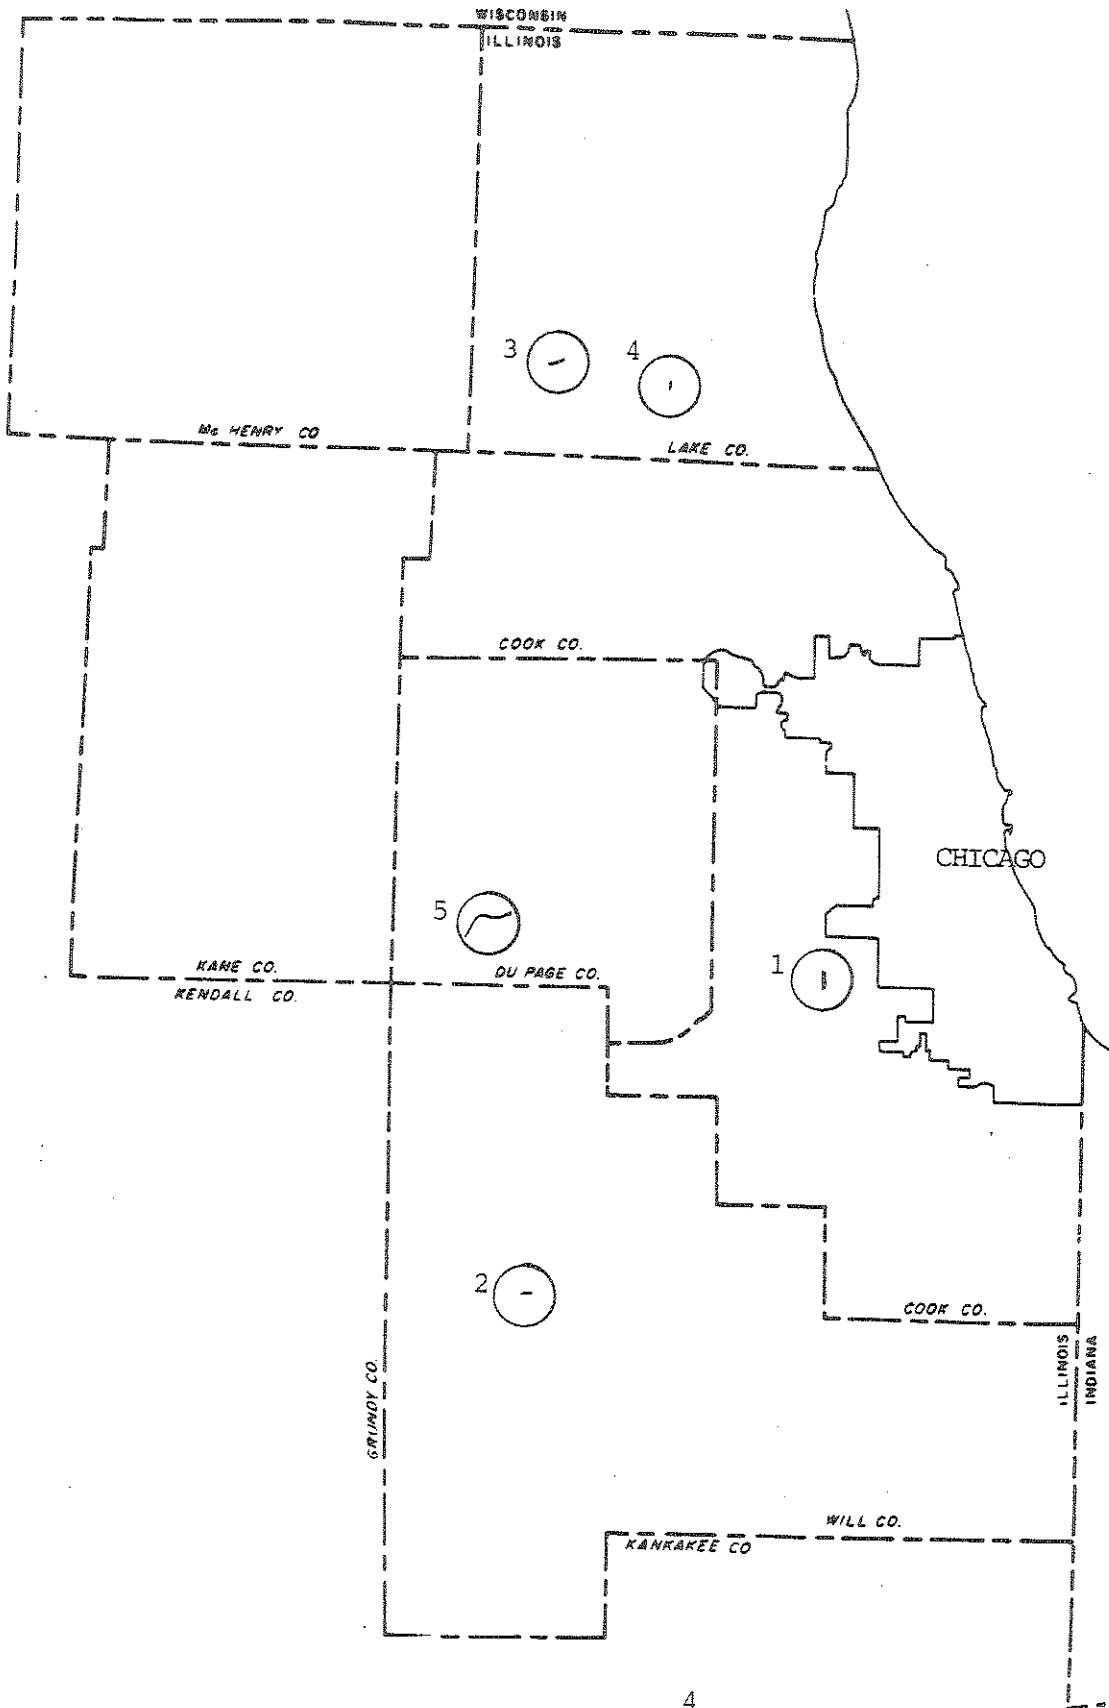 WISCONSIN
ILLINOIS
3
4
Mc HENRY CO
LAKE CO.
COOK CO.
CHICAGO
5
KANE CO.
DU PAGE CO.
KENDALL CO.
1
2
COOK CO.
ILLINOIS
INDIANA
GRUNDY CO.
WILL CO.
KANKAKEE CO
4